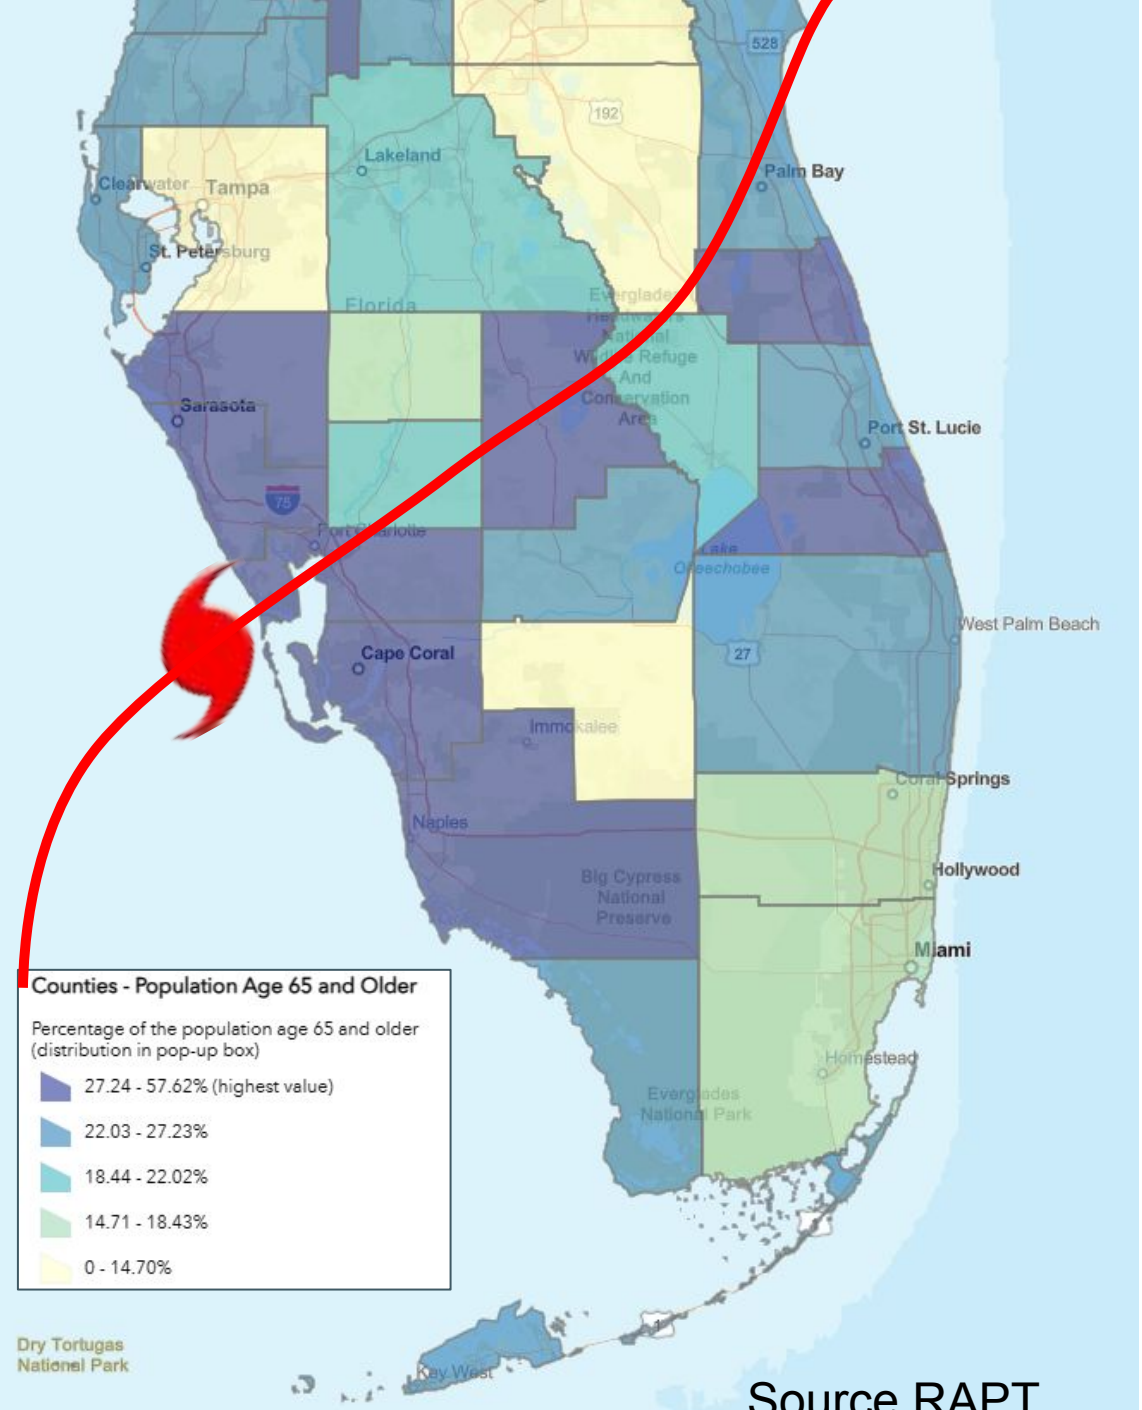 528
192
Lakeland
Palm Bay
Clearwater
Tampa
St. Petersburg
Florida
Everglades
Headwaters
National
Wildlife Refuge
And
Conservation
Area
Sarasota
Port St. Lucie
75
Port Charlotte
Lake
Okeechobee
West Palm Beach
27
Cape Coral
Immokalee
Coral Springs
Naples
Hollywood
Big Cypress
National
Preserve
Miami
Homestead
Everglades
National Park
Counties - Population Age 65 and Older
Percentage of the population age 65 and older
(distribution in pop-up box)
27.24 - 57.62% (highest value)
22.03 - 27.23%
18.44 - 22.02%
14.71 - 18.43%
0 - 14.70%
1
Dry Tortugas
National Park
Key West
Source RAPT